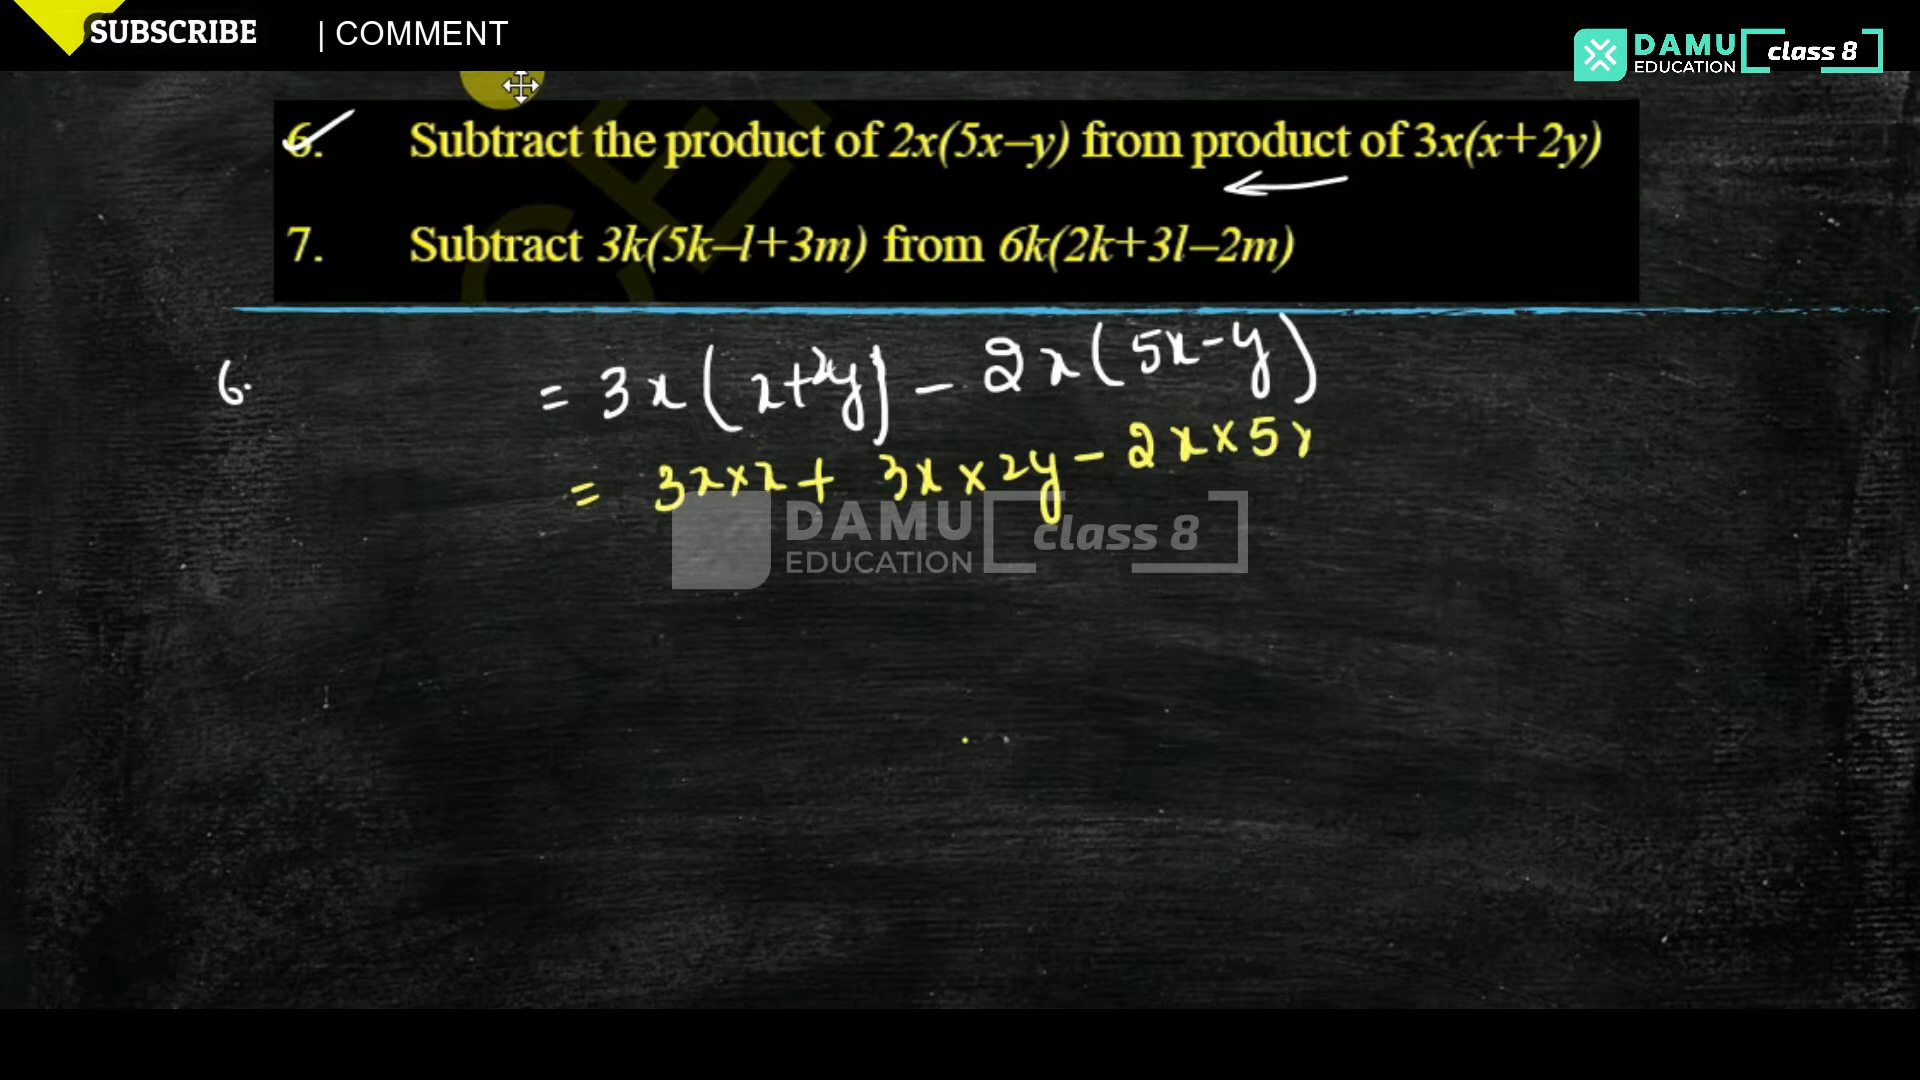 SUBSCRIBE | COMMENT
DAMU EDUCATION class 8
6. Subtract the product of 2x(5x–y) from product of 3x(x+2y)
7. Subtract 3k(5k–l+3m) from 6k(2k+3l–2m)
6. = 3x(x+2y) - 2x(5x-y)
= 3x×x+ 3x×2y - 2x×5x
DAMU EDUCATION class 8